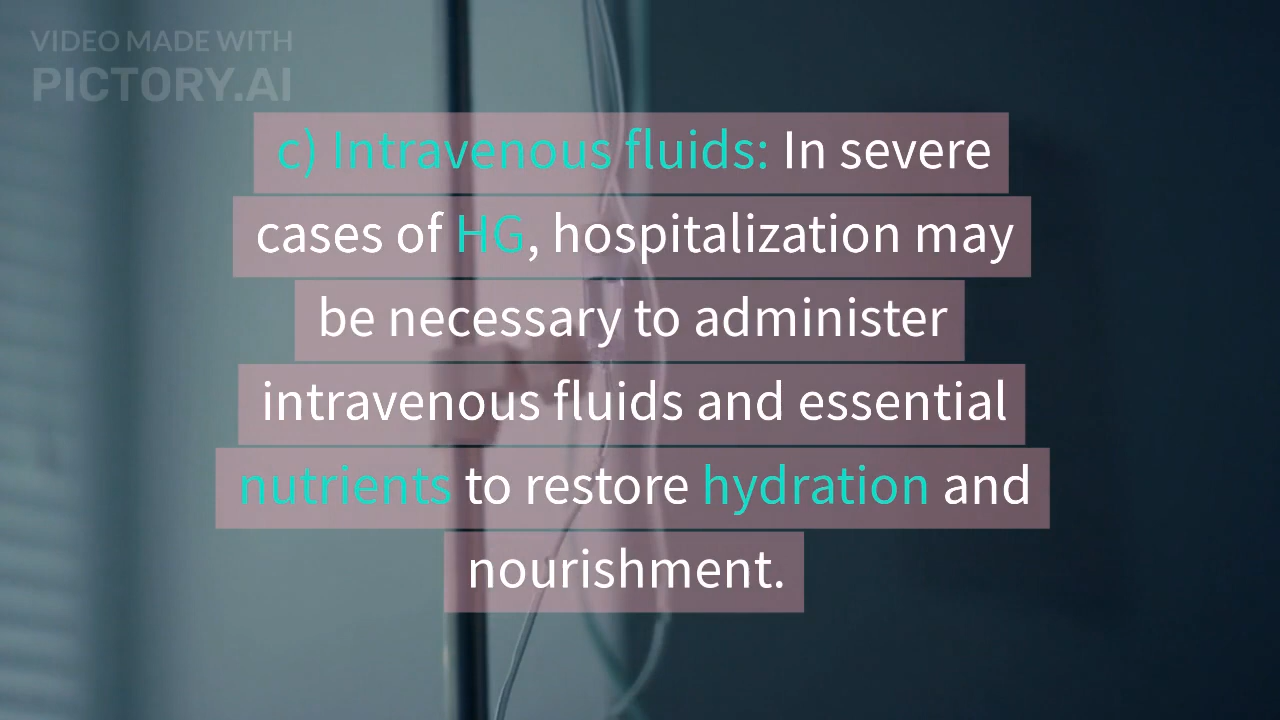 VIDEO MADE WITH
PICTORY.AI
c) Intravenous fluids: In severe
cases of HG, hospitalization may
be necessary to administer
intravenous fluids and essential
nutrients to restore hydration and
nourishment.